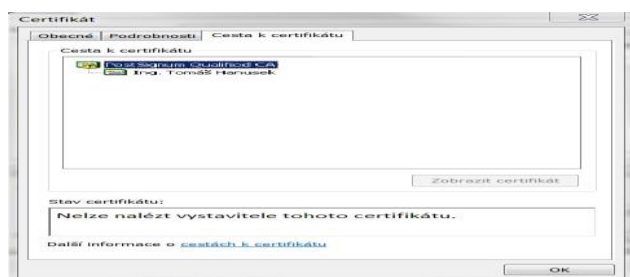 Certifikát
Obecné Podrobnosti Cesta k certifikátu
Cesta k certifikátu
PostSignum Qualified CA
Ing. Tomáš Hanusek
Zobrazit certifikát
Stav certifikátu:
Nelze nalézt vystavitele tohoto certifikátu.
Další informace o cestách k certifikátu
OK